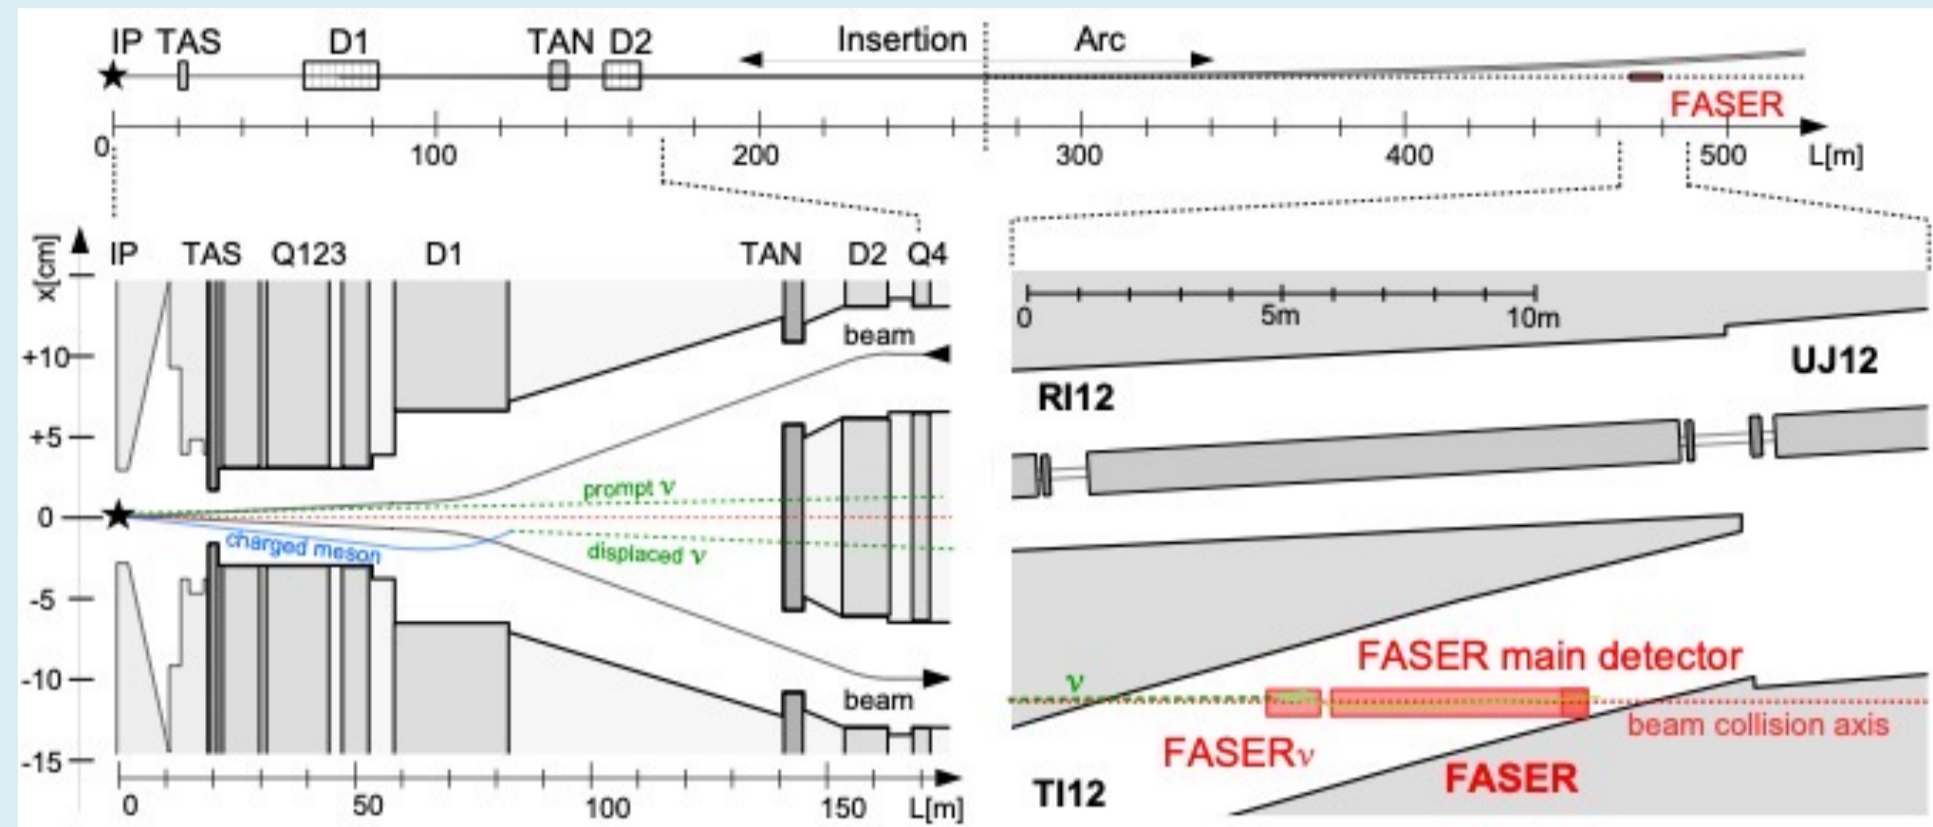 IP TAS D1 TAN D2 Insertion Arc
FASER
0 100 200 300 400 500 L[m]
x[cm]
IP TAS Q123 D1 TAN D2 Q4
+10
+5
0
-5
-10
-15
beam
prompt ν
charged meson
displaced ν
beam
0 50 100 150 L[m]
0 5m 10m
RI12
UJ12
FASER main detector
ν
beam collision axis
FASERν
FASER
TI12